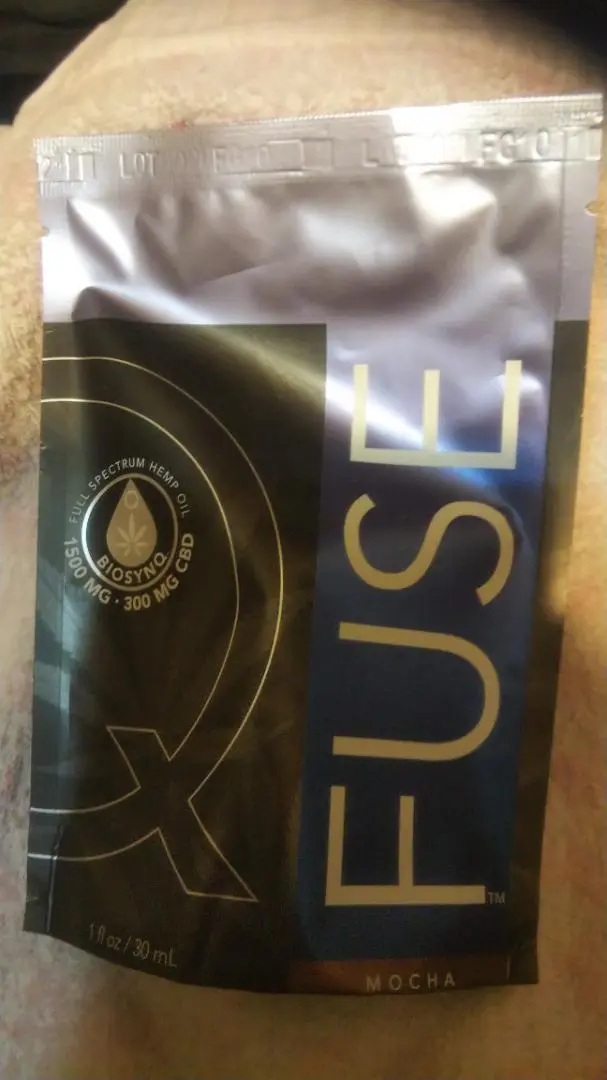 LOT
FULL SPECTRUM HEMP OIL
BIOSYNQ
1500 MG · 300 MG CBD
FUSE™
1 fl oz / 30 mL
MOCHA